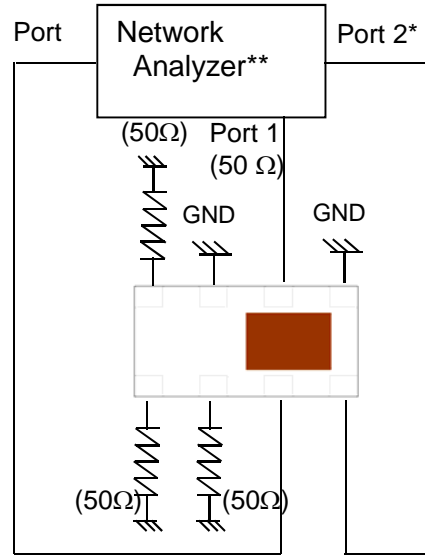 Port
Network
Analyzer**
Port 2*
(50Ω)
Port 1
(50 Ω)
GND
GND
(50Ω)
(50Ω)